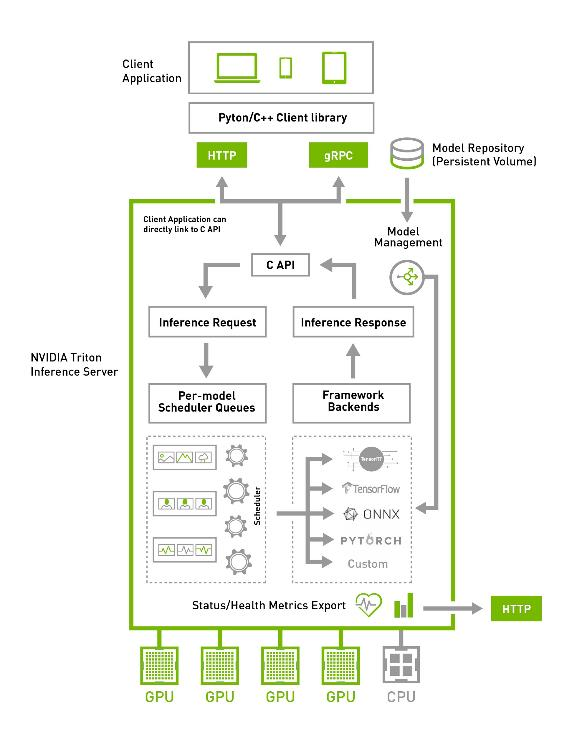 Client
Application
Pyton/C++ Client library
HTTP
gRPC
Model Repository
(Persistent Volume)
Client Application can
directly link to C API
Model
Management
C API
Inference Request
Inference Response
NVIDIA Triton
Inference Server
Per-model
Scheduler Queues
Framework
Backends
Scheduler
TensorRT
TensorFlow
ONNX
PYTORCH
Custom
Status/Health Metrics Export
HTTP
GPU
GPU
GPU
GPU
CPU